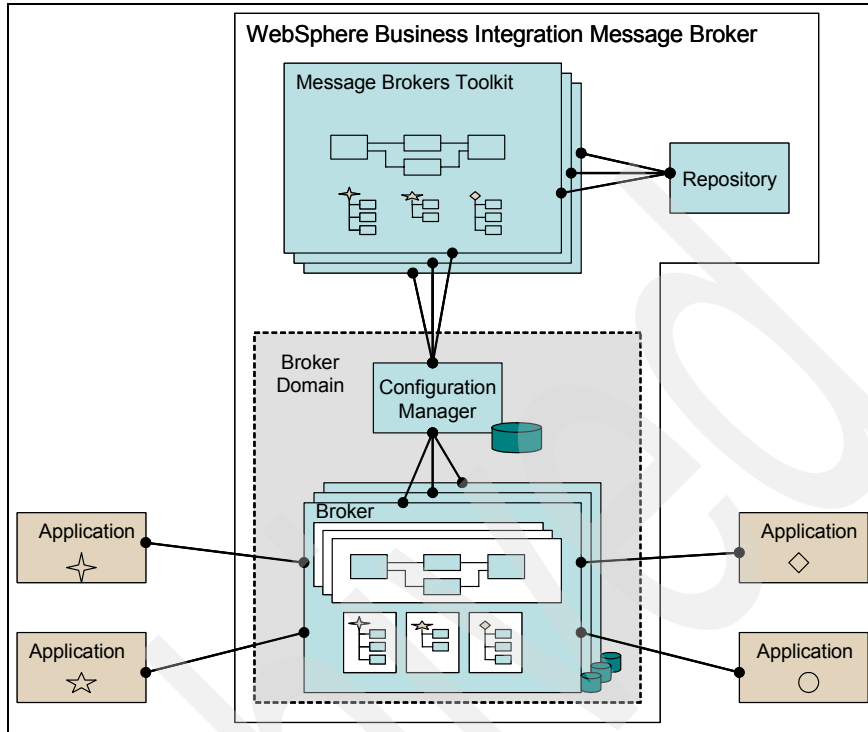 WebSphere Business Integration Message Broker
Message Brokers Toolkit
Repository
Broker
Domain
Configuration
Manager
Broker
Application
Application
Application
Application